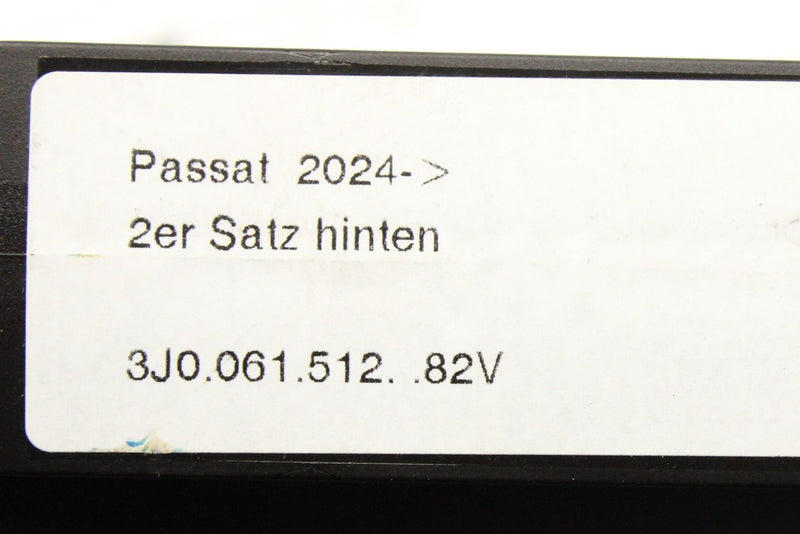 Passat 2024->
2er Satz hinten
3J0.061.512. .82V